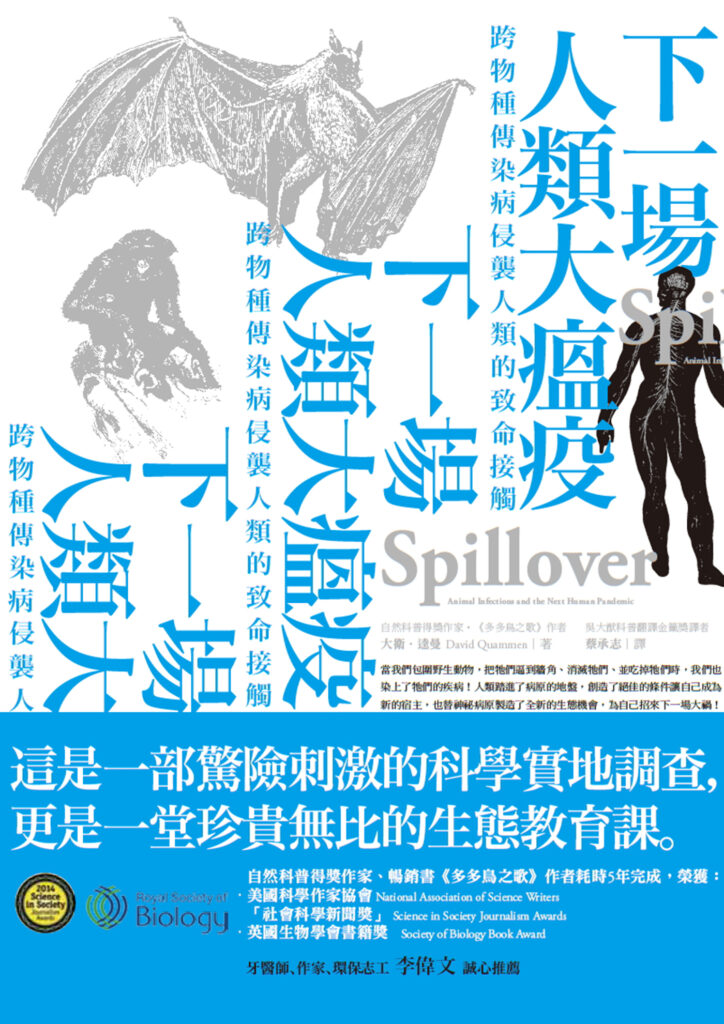 下一場
人類大瘟疫
跨物種傳染病侵襲人類的致命接觸
Spi
Animal In
下一場
人類大瘟疫
跨物種傳染病侵襲人類的致命接觸
下一場
人類大
跨物種傳染病侵襲人
Spillover
Animal Infections and the Next Human Pandemic
自然科普得獎作家‧《多多鳥之歌》作者
大衛‧逵曼 David Quammen│著
吳大猷科普翻譯金籤獎譯者
蔡承志│譯
當我們包圍野生動物，把牠們逼到牆角、消滅牠們、並吃掉牠們時，我們也
染上了牠們的疾病！人類踏進了病原的地盤，創造了絕佳的條件讓自己成為
新的宿主，也替神祕病原製造了全新的生態機會，為自己招來下一場大禍！
這是一部驚險刺激的科學實地調查，
更是一堂珍貴無比的生態教育課。
2014
Science
in Society
Journalism
Awards
Royal Society of
Biology
自然科普得獎作家、暢銷書《多多鳥之歌》作者耗時5年完成，榮獲：
‧美國科學作家協會 National Association of Science Writers
「社會科學新聞獎」 Science in Society Journalism Awards
‧英國生物學會書籍獎 Society of Biology Book Award
牙醫師、作家、環保志工 李偉文 誠心推薦